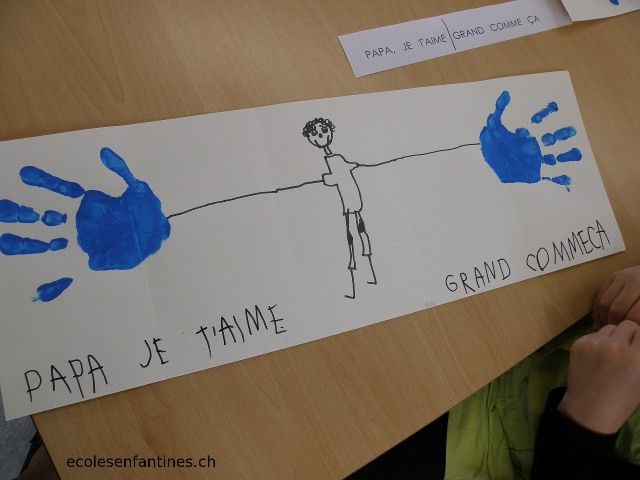 PAPA, JE T'AIME GRAND COMME ÇA
PAPA JE T'AIME
GRAND COMMECA
ecolesenfantines.ch